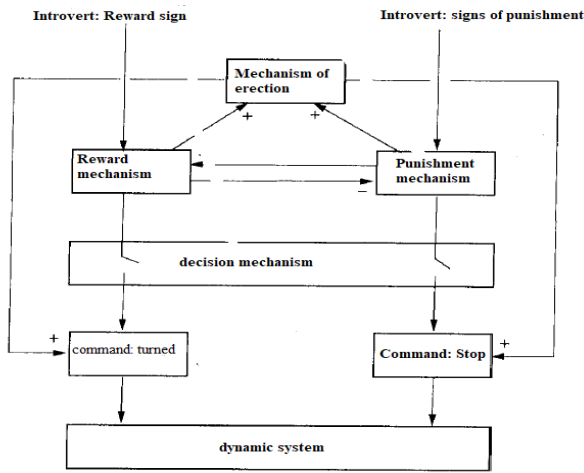 Introvert: Reward sign
Introvert: signs of punishment
Mechanism of
erection
+
+
Reward
mechanism
Punishment
mechanism
–
decision mechanism
+
command: turned
Command: Stop
+
dynamic system